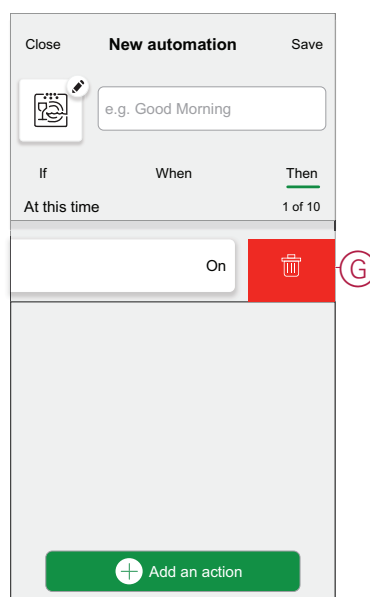 Close New automation Save
e.g. Good Morning
If When Then
At this time 1 of 10
On
G
Add an action